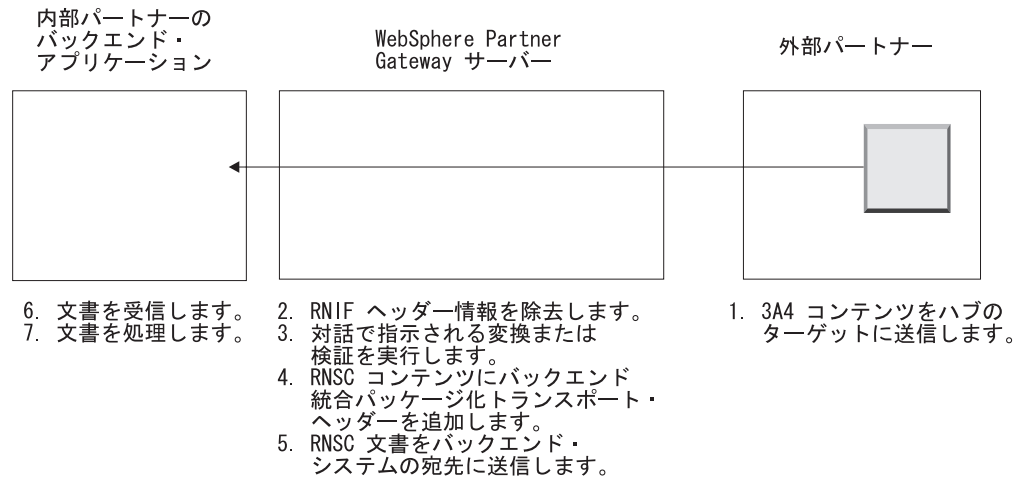 内部パートナーの
バックエンド・
アプリケーション
WebSphere Partner
Gateway サーバー
外部パートナー
6. 文書を受信します。
7. 文書を処理します。
2. RNIF ヘッダー情報を除去します。
3. 対話で指示される変換または
検証を実行します。
4. RNSC コンテンツにバックエンド
統合パッケージ化トランスポート・
ヘッダーを追加します。
5. RNSC 文書をバックエンド・
システムの宛先に送信します。
1. 3A4 コンテンツをハブの
ターゲットに送信します。